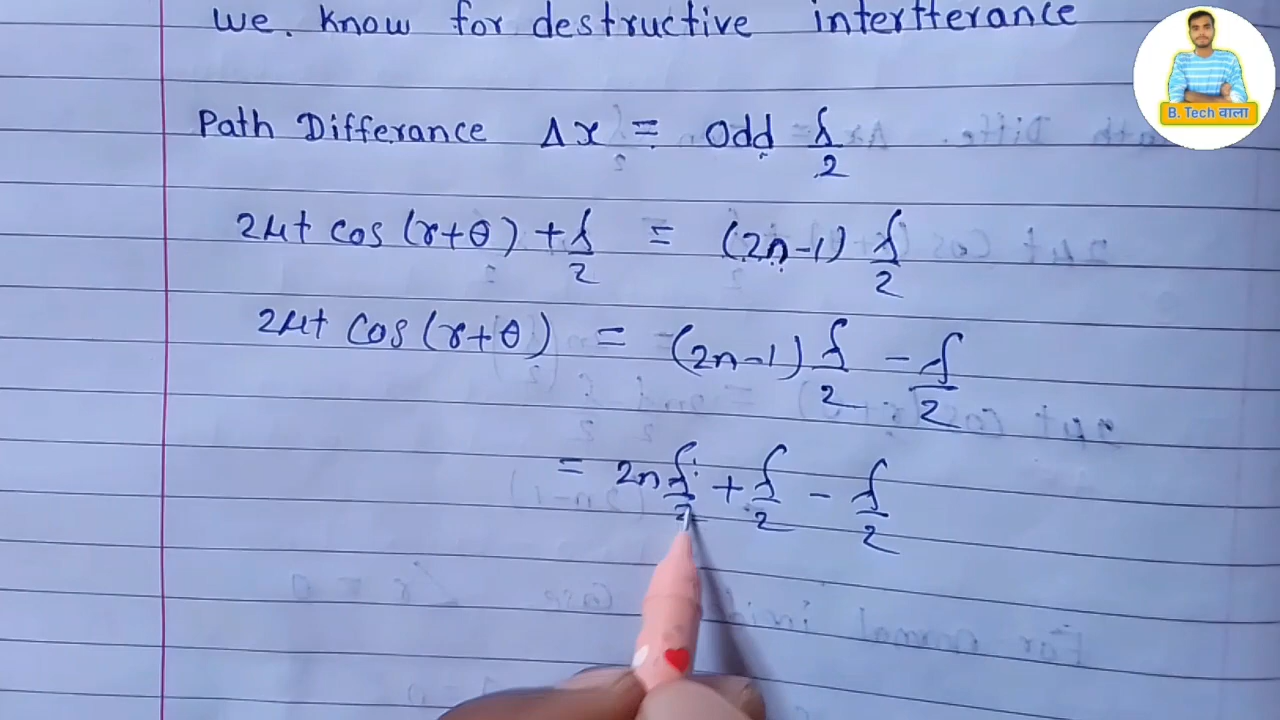 we. know for destructive intertterance
B. Tech वाला
Path Differance Δx = odd λ/2
2μt cos (r+θ) + λ/2 = (2n-1) λ/2
2μt cos (r+θ) = (2n-1) λ/2 - λ/2
= 2n λ/2 + λ/2 - λ/2